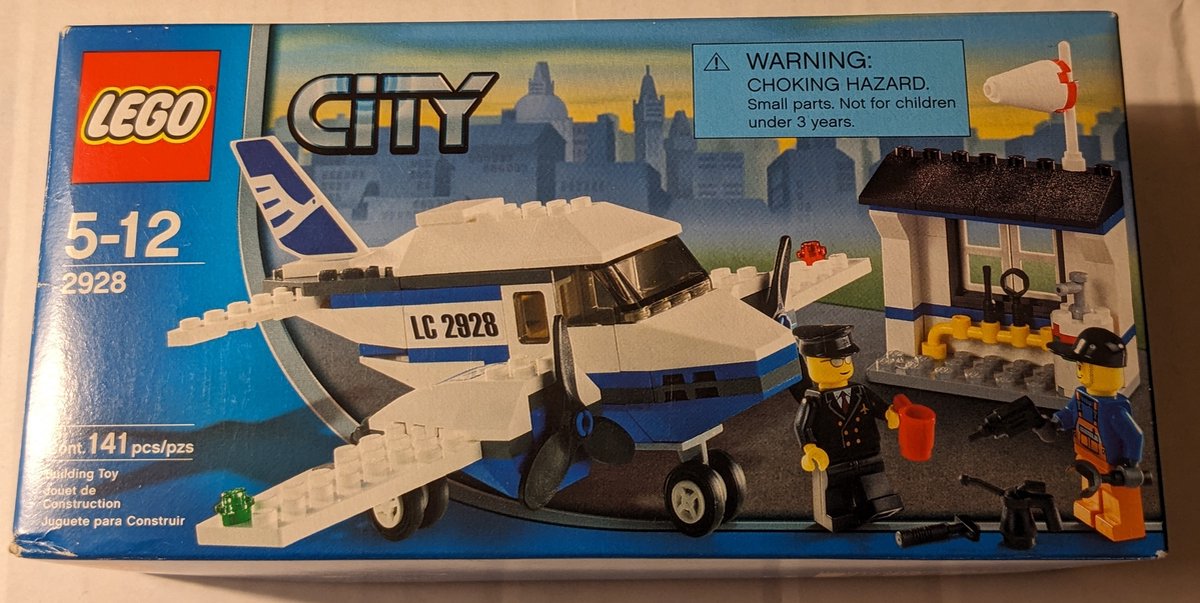 LEGO
CITY
WARNING:
CHOKING HAZARD.
Small parts. Not for children
under 3 years.
5-12
2928
LC 2928
cont. 141 pcs/pzs
Building Toy
Jouet de
Construction
Juguete para Construir